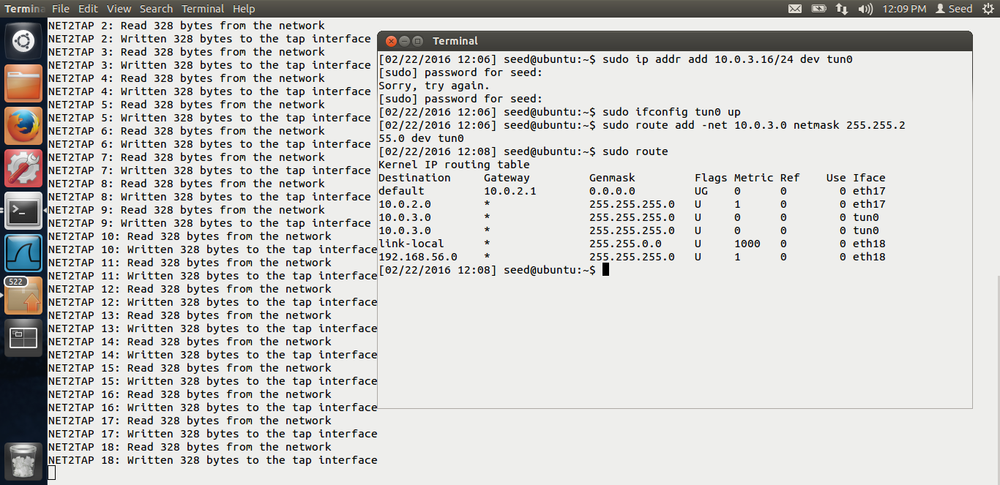 Termina File Edit View Search Terminal Help 12:09 PM Seed
NET2TAP 2: Read 328 bytes from the network
NET2TAP 2: Written 328 bytes to the tap interface
NET2TAP 3: Read 328 bytes from the network
NET2TAP 3: Written 328 bytes to the tap interface
NET2TAP 4: Read 328 bytes from the network
NET2TAP 4: Written 328 bytes to the tap interface
NET2TAP 5: Read 328 bytes from the network
NET2TAP 5: Written 328 bytes to the tap interface
NET2TAP 6: Read 328 bytes from the network
NET2TAP 6: Written 328 bytes to the tap interface
NET2TAP 7: Read 328 bytes from the network
NET2TAP 7: Written 328 bytes to the tap interface
NET2TAP 8: Read 328 bytes from the network
NET2TAP 8: Written 328 bytes to the tap interface
NET2TAP 9: Read 328 bytes from the network
NET2TAP 9: Written 328 bytes to the tap interface
NET2TAP 10: Read 328 bytes from the network
NET2TAP 10: Written 328 bytes to the tap interface
NET2TAP 11: Read 328 bytes from the network
NET2TAP 11: Written 328 bytes to the tap interface
NET2TAP 12: Read 328 bytes from the network
NET2TAP 12: Written 328 bytes to the tap interface
NET2TAP 13: Read 328 bytes from the network
NET2TAP 13: Written 328 bytes to the tap interface
NET2TAP 14: Read 328 bytes from the network
NET2TAP 14: Written 328 bytes to the tap interface
NET2TAP 15: Read 328 bytes from the network
NET2TAP 15: Written 328 bytes to the tap interface
NET2TAP 16: Read 328 bytes from the network
NET2TAP 16: Written 328 bytes to the tap interface
NET2TAP 17: Read 328 bytes from the network
NET2TAP 17: Written 328 bytes to the tap interface
NET2TAP 18: Read 328 bytes from the network
NET2TAP 18: Written 328 bytes to the tap interface
522
Terminal
[02/22/2016 12:06] seed@ubuntu:~$ sudo ip addr add 10.0.3.16/24 dev tun0
[sudo] password for seed:
Sorry, try again.
[sudo] password for seed:
[02/22/2016 12:06] seed@ubuntu:~$ sudo ifconfig tun0 up
[02/22/2016 12:06] seed@ubuntu:~$ sudo route add -net 10.0.3.0 netmask 255.255.2
55.0 dev tun0
[02/22/2016 12:08] seed@ubuntu:~$ sudo route
Kernel IP routing table
Destination Gateway Genmask Flags Metric Ref Use Iface
default 10.0.2.1 0.0.0.0 UG 0 0 0 eth17
10.0.2.0 * 255.255.255.0 U 1 0 0 eth17
10.0.3.0 * 255.255.255.0 U 0 0 0 tun0
10.0.3.0 * 255.255.255.0 U 0 0 0 tun0
link-local * 255.255.0.0 U 1000 0 0 eth18
192.168.56.0 * 255.255.255.0 U 1 0 0 eth18
[02/22/2016 12:08] seed@ubuntu:~$